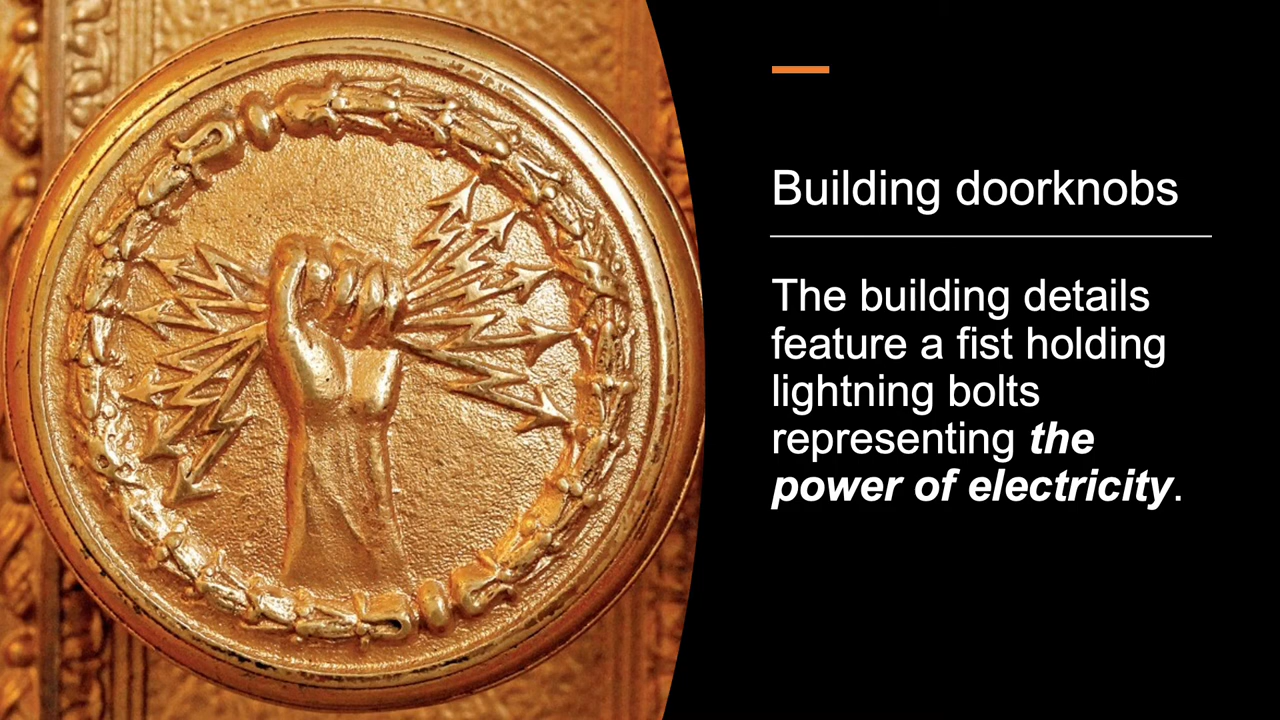 Building doorknobs
The building details
feature a fist holding
lightning bolts
representing the
power of electricity.